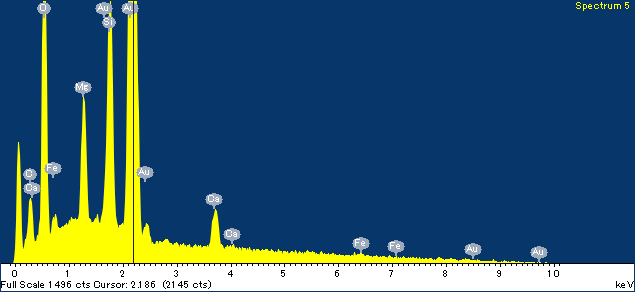 Spectrum 5
O Au Au
Si
Mg
O Fe Au
Ca Ca
Ca
Fe Fe Au Au
0 1 2 3 4 5 6 7 8 9 10
Full Scale 1496 cts Cursor: 2.186 (2145 cts) keV